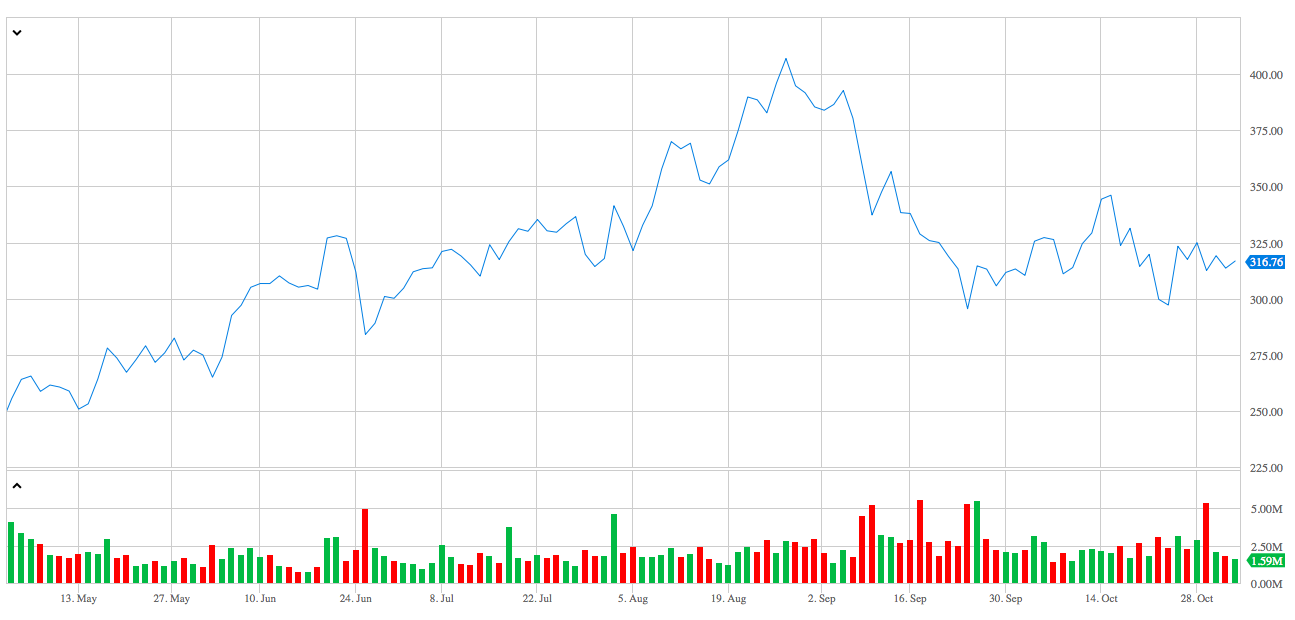 400.00
375.00
350.00
325.00
316.76
300.00
275.00
250.00
225.00
5.00M
2.50M
1.59M
0.00M
13. May 27. May 10. Jun 24. Jun 8. Jul 22. Jul 5. Aug 19. Aug 2. Sep 16. Sep 30. Sep 14. Oct 28. Oct